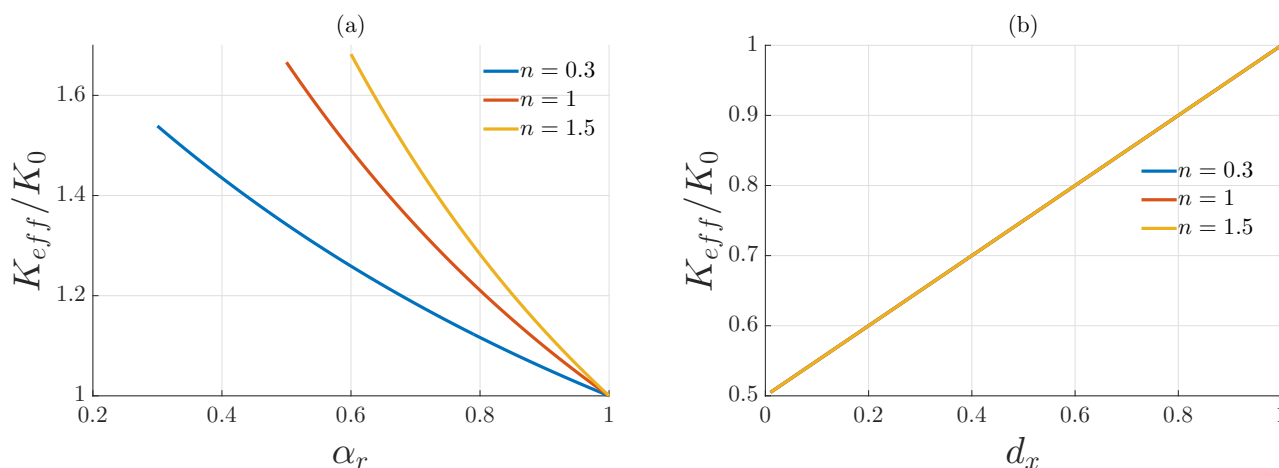 (a)
K_{eff}/K_0
1.6
1.4
1.2
1
0.2
0.4
0.6
0.8
1
α_r
n = 0.3
n = 1
n = 1.5
(b)
K_{eff}/K_0
1
0.9
0.8
0.7
0.6
0.5
0
0.2
0.4
0.6
0.8
1
d_x
n = 0.3
n = 1
n = 1.5